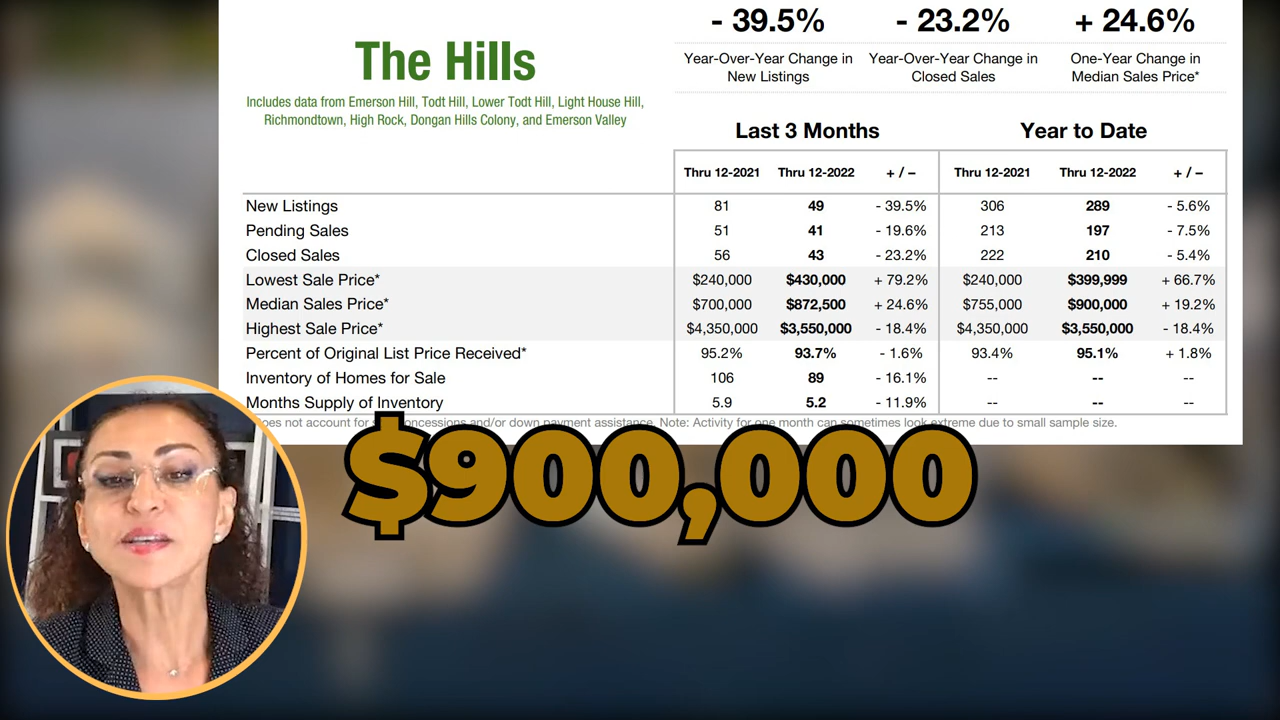 - 39.5%
- 23.2%
+ 24.6%
Year-Over-Year Change in
New Listings
Year-Over-Year Change in
Closed Sales
One-Year Change in
Median Sales Price*
The Hills
Includes data from Emerson Hill, Todt Hill, Lower Todt Hill, Light House Hill,
Richmondtown, High Rock, Dongan Hills Colony, and Emerson Valley
Last 3 Months
Year to Date
Thru 12-2021 Thru 12-2022 + / – Thru 12-2021 Thru 12-2022 + / –
New Listings 81 49 - 39.5% 306 289 - 5.6%
Pending Sales 51 41 - 19.6% 213 197 - 7.5%
Closed Sales 56 43 - 23.2% 222 210 - 5.4%
Lowest Sale Price* $240,000 $430,000 + 79.2% $240,000 $399,999 + 66.7%
Median Sales Price* $700,000 $872,500 + 24.6% $755,000 $900,000 + 19.2%
Highest Sale Price* $4,350,000 $3,550,000 - 18.4% $4,350,000 $3,550,000 - 18.4%
Percent of Original List Price Received* 95.2% 93.7% - 1.6% 93.4% 95.1% + 1.8%
Inventory of Homes for Sale 106 89 - 16.1% -- -- --
Months Supply of Inventory 5.9 5.2 - 11.9% -- -- --
not account for concessions and/or down payment assistance. Note: Activity for one month can sometimes look extreme due to small sample size.
$900,000